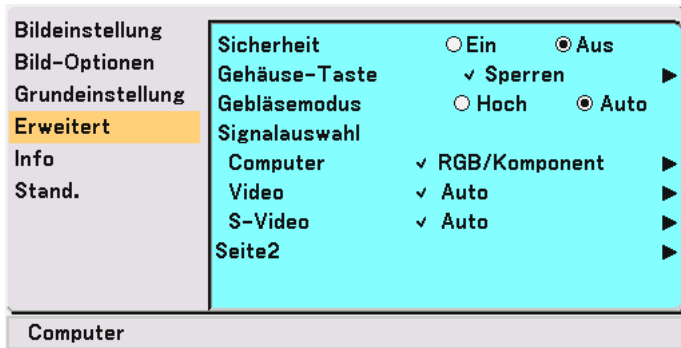 Bildeinstellung
Bild-Optionen
Grundeinstellung
Erweitert
Info
Stand.
Sicherheit Ein Aus
Gehäuse-Taste ✓ Sperren
Gebläsemodus Hoch Auto
Signalauswahl
Computer ✓ RGB/Komponent
Video ✓ Auto
S-Video ✓ Auto
Seite2
Computer